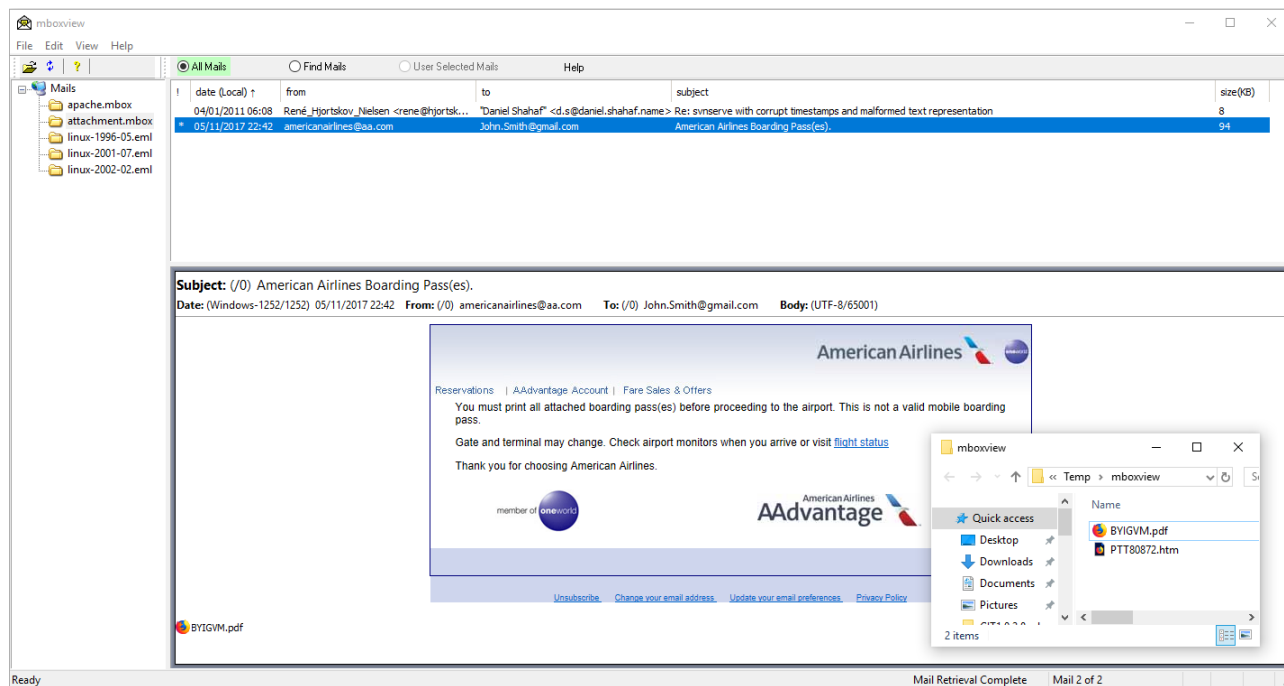 mboxview
File Edit View Help
All Mails Find Mails User Selected Mails Help
Mails
apache.mbox
attachment.mbox
linux-1996-05.eml
linux-2001-07.eml
linux-2002-02.eml
! date (Local) ↑ from to subject size(KB)
04/01/2011 06:08 René_Hjortskov_Nielsen <rene@hjortsk... "Daniel Shahaf" <d.s@daniel.shahaf.name> Re: svnserve with corrupt timestamps and malformed text representation 8
* 05/11/2017 22:42 americanairlines@aa.com John.Smith@gmail.com American Airlines Boarding Pass(es). 94
Subject: (/0) American Airlines Boarding Pass(es).
Date: (Windows-1252/1252) 05/11/2017 22:42 From: (/0) americanairlines@aa.com To: (/0) John.Smith@gmail.com Body: (UTF-8/65001)
American Airlines oneworld
Reservations | AAdvantage Account | Fare Sales & Offers
You must print all attached boarding pass(es) before proceeding to the airport. This is not a valid mobile boarding
pass.
Gate and terminal may change. Check airport monitors when you arrive or visit flight status
Thank you for choosing American Airlines.
member of oneworld
American Airlines
AAdvantage
Unsubscribe Change your email address Update your email preferences Privacy Policy
BYIGVM.pdf
mboxview
« Temp > mboxview
Quick access
Desktop
Downloads
Documents
Pictures
Name
BYIGVM.pdf
PTT80872.htm
2 items
Ready Mail Retrieval Complete Mail 2 of 2